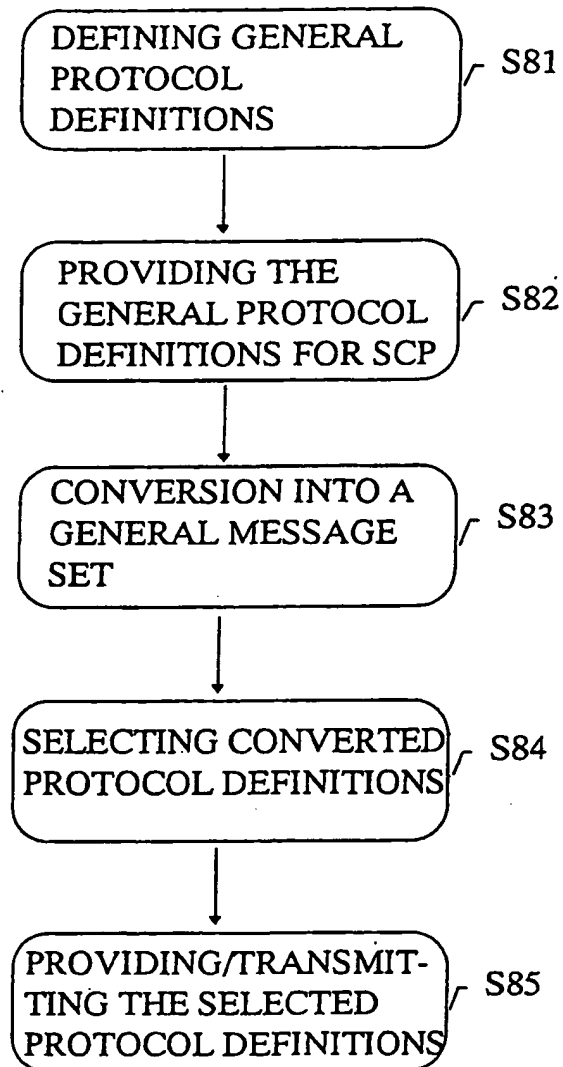 DEFINING GENERAL
PROTOCOL
DEFINITIONS
S81
PROVIDING THE
GENERAL PROTOCOL
DEFINITIONS FOR SCP
S82
CONVERSION INTO A
GENERAL MESSAGE
SET
S83
SELECTING CONVERTED
PROTOCOL DEFINITIONS
S84
PROVIDING/TRANSMIT-
TING THE SELECTED
PROTOCOL DEFINITIONS
S85